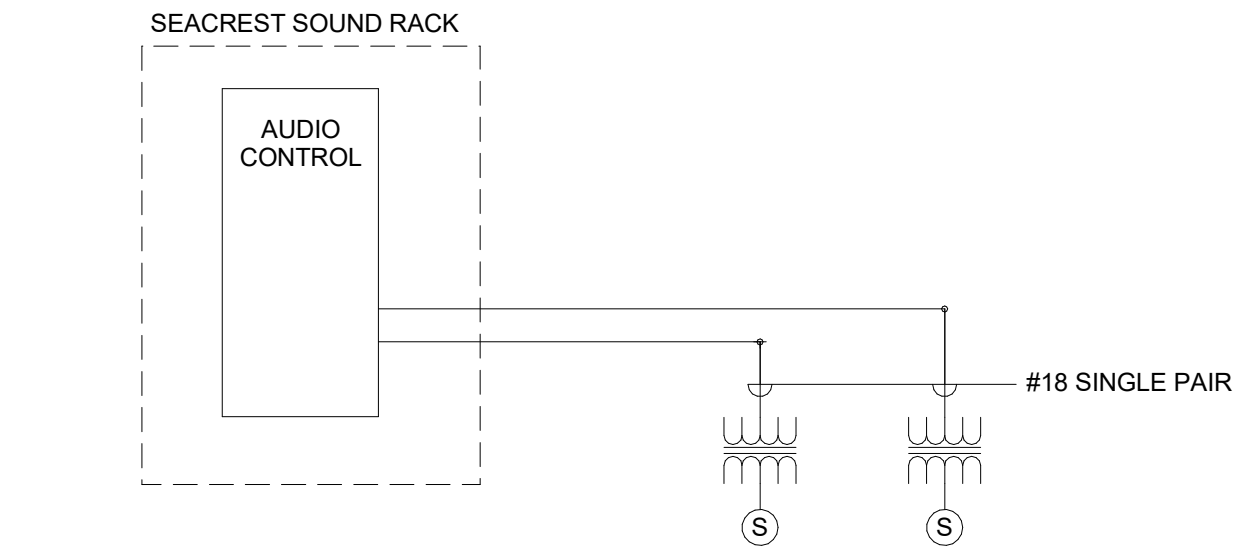 SEACREST SOUND RACK
AUDIO
CONTROL
#18 SINGLE PAIR
S
S